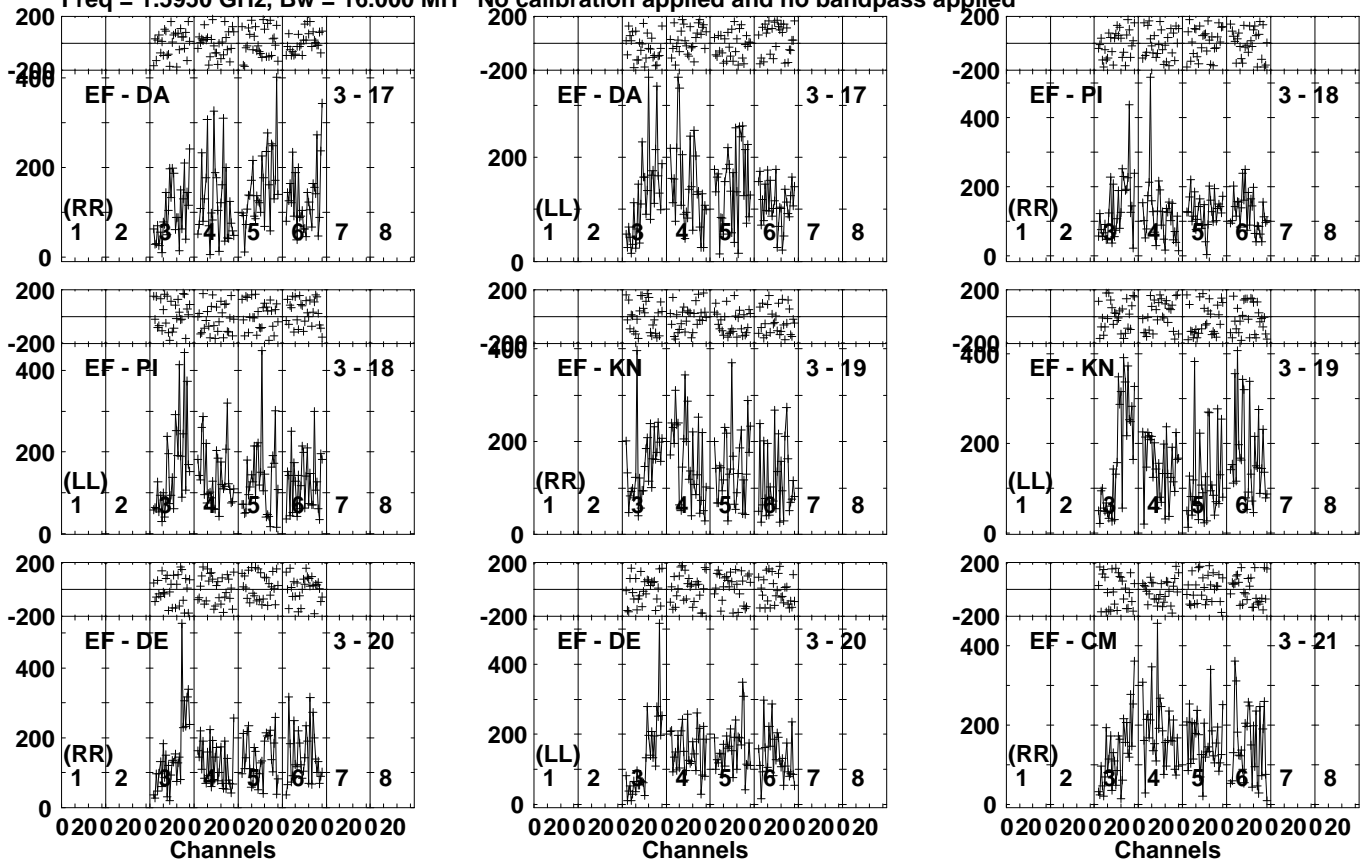 Freq = 1.5950 GHz, Bw = 16.000 MH No calibration applied and no bandpass applied
200 200 200
-200 -200 -200
400
EF - DA 3 - 17 EF - DA 3 - 17 EF - PI 3 - 18
400
200 200 200
(RR) (LL) (RR)
1 2 3 4 5 6 7 8 1 2 3 4 5 6 7 8 1 2 3 4 5 6 7 8
0 0 0
200 200 200
-200 -200 -200
400 400
EF - PI 3 - 18 EF - KN 3 - 19 EF - KN 3 - 19
400
200 200 200
(LL) (RR) (LL)
1 2 3 4 5 6 7 8 1 2 3 4 5 6 7 8 1 2 3 4 5 6 7 8
0 0 0
200 200 200
-200 -200 -200
EF - DE 3 - 20 EF - DE 3 - 20 EF - CM 3 - 21
400 400 400
200 200 200
(RR) (LL) (RR)
1 2 3 4 5 6 7 8 1 2 3 4 5 6 7 8 1 2 3 4 5 6 7 8
0 0 0
0 20 0 20 0 20 0 20 0 20 0 20 0 20 0 20 0 20 0 20 0 20 0 20 0 20 0 20 0 20 0 20 0 20 0 20 0 20 0 20 0 20 0 20 0 20 0 20
Channels Channels Channels